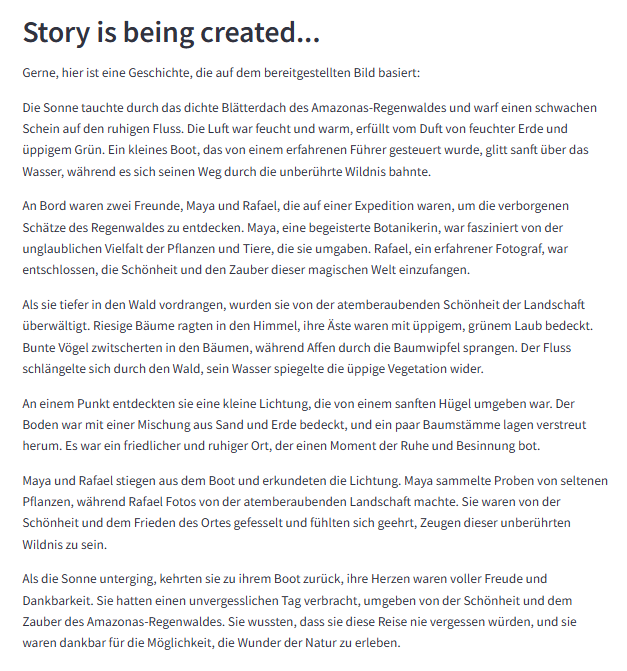 Story is being created...
Gerne, hier ist eine Geschichte, die auf dem bereitgestellten Bild basiert:
Die Sonne tauchte durch das dichte Blätterdach des Amazonas-Regenwaldes und warf einen schwachen
Schein auf den ruhigen Fluss. Die Luft war feucht und warm, erfüllt vom Duft von feuchter Erde und
üppigem Grün. Ein kleines Boot, das von einem erfahrenen Führer gesteuert wurde, glitt sanft über das
Wasser, während es sich seinen Weg durch die unberührte Wildnis bahnte.
An Bord waren zwei Freunde, Maya und Rafael, die auf einer Expedition waren, um die verborgenen
Schätze des Regenwaldes zu entdecken. Maya, eine begeisterte Botanikerin, war fasziniert von der
unglaublichen Vielfalt der Pflanzen und Tiere, die sie umgaben. Rafael, ein erfahrener Fotograf, war
entschlossen, die Schönheit und den Zauber dieser magischen Welt einzufangen.
Als sie tiefer in den Wald vordrangen, wurden sie von der atemberaubenden Schönheit der Landschaft
überwältigt. Riesige Bäume ragten in den Himmel, ihre Äste waren mit üppigem, grünem Laub bedeckt.
Bunte Vögel zwitscherten in den Bäumen, während Affen durch die Baumwipfel sprangen. Der Fluss
schlängelte sich durch den Wald, sein Wasser spiegelte die üppige Vegetation wider.
An einem Punkt entdeckten sie eine kleine Lichtung, die von einem sanften Hügel umgeben war. Der
Boden war mit einer Mischung aus Sand und Erde bedeckt, und ein paar Baumstämme lagen verstreut
herum. Es war ein friedlicher und ruhiger Ort, der einen Moment der Ruhe und Besinnung bot.
Maya und Rafael stiegen aus dem Boot und erkundeten die Lichtung. Maya sammelte Proben von seltenen
Pflanzen, während Rafael Fotos von der atemberaubenden Landschaft machte. Sie waren von der
Schönheit und dem Frieden des Ortes gefesselt und fühlten sich geehrt, Zeugen dieser unberührten
Wildnis zu sein.
Als die Sonne unterging, kehrten sie zu ihrem Boot zurück, ihre Herzen waren voller Freude und
Dankbarkeit. Sie hatten einen unvergesslichen Tag verbracht, umgeben von der Schönheit und dem
Zauber des Amazonas-Regenwaldes. Sie wussten, dass sie diese Reise nie vergessen würden, und sie
waren dankbar für die Möglichkeit, die Wunder der Natur zu erleben.